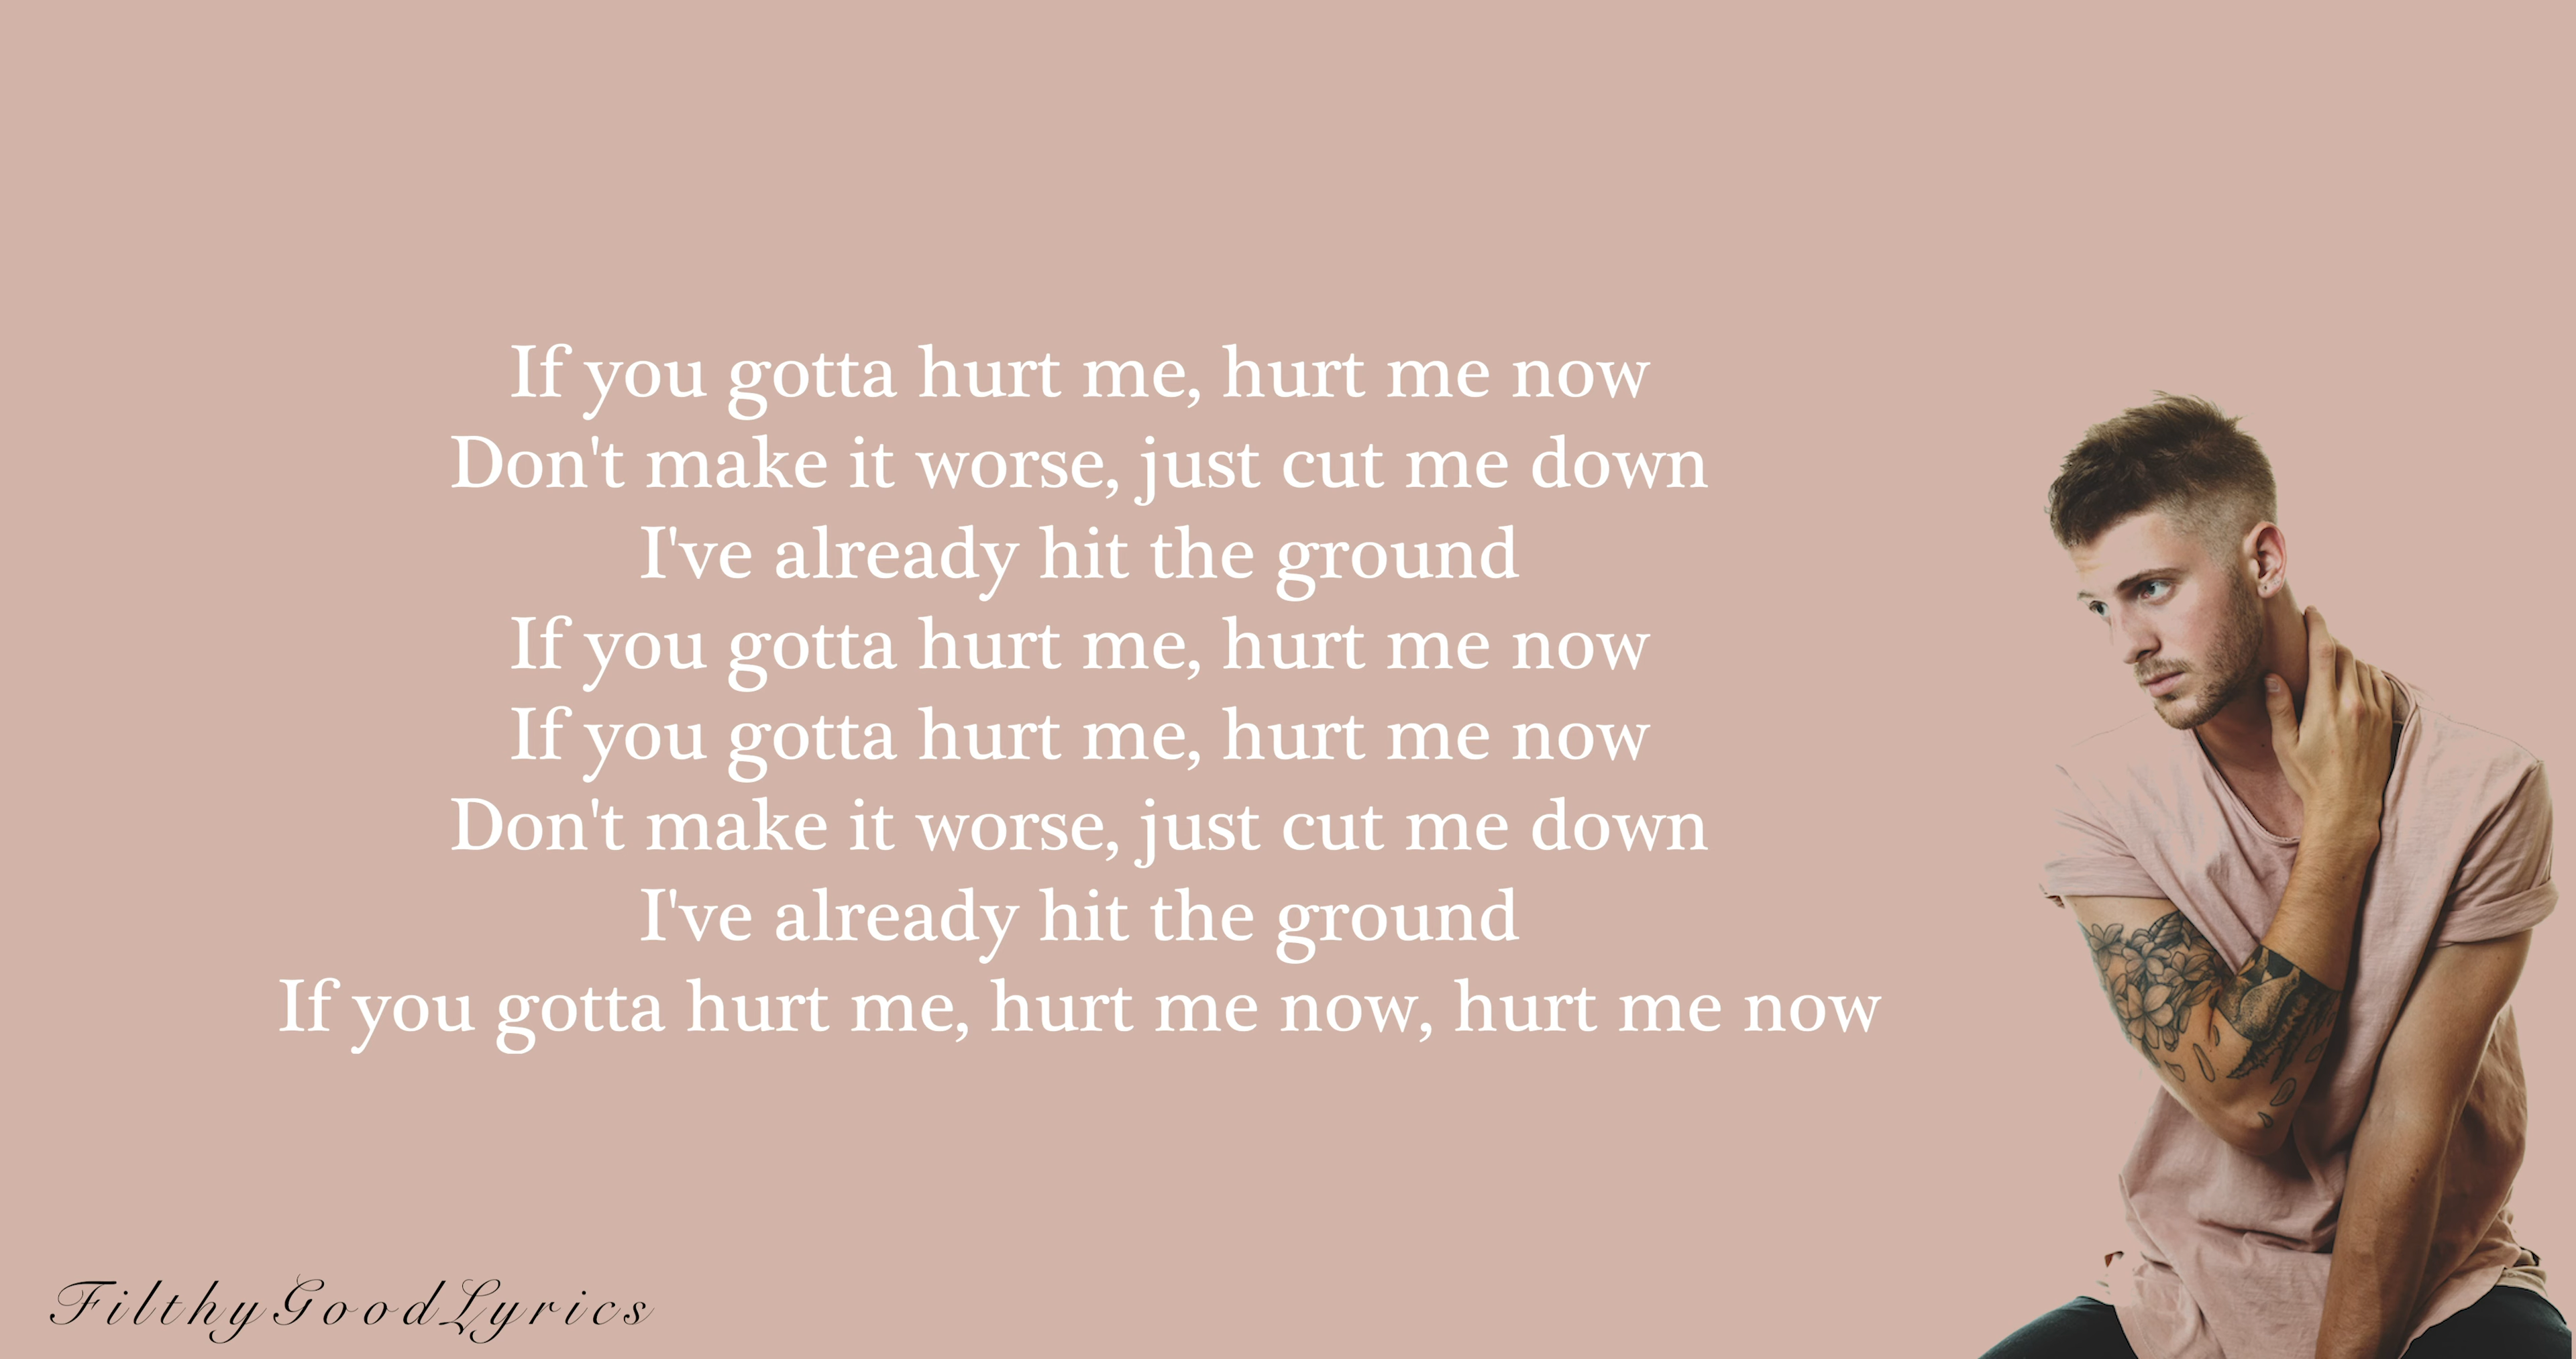 If you gotta hurt me, hurt me now
Don't make it worse, just cut me down
I've already hit the ground
If you gotta hurt me, hurt me now
If you gotta hurt me, hurt me now
Don't make it worse, just cut me down
I've already hit the ground
If you gotta hurt me, hurt me now, hurt me now
FilthyGoodLyrics